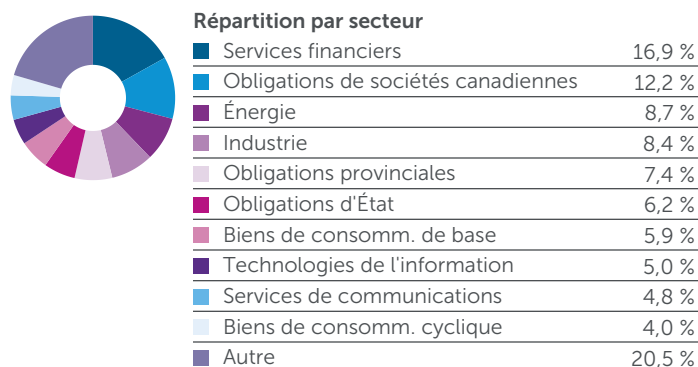 Répartition par secteur
Services financiers 16,9 %
Obligations de sociétés canadiennes 12,2 %
Énergie 8,7 %
Industrie 8,4 %
Obligations provinciales 7,4 %
Obligations d'État 6,2 %
Biens de consomm. de base 5,9 %
Technologies de l'information 5,0 %
Services de communications 4,8 %
Biens de consomm. cyclique 4,0 %
Autre 20,5 %